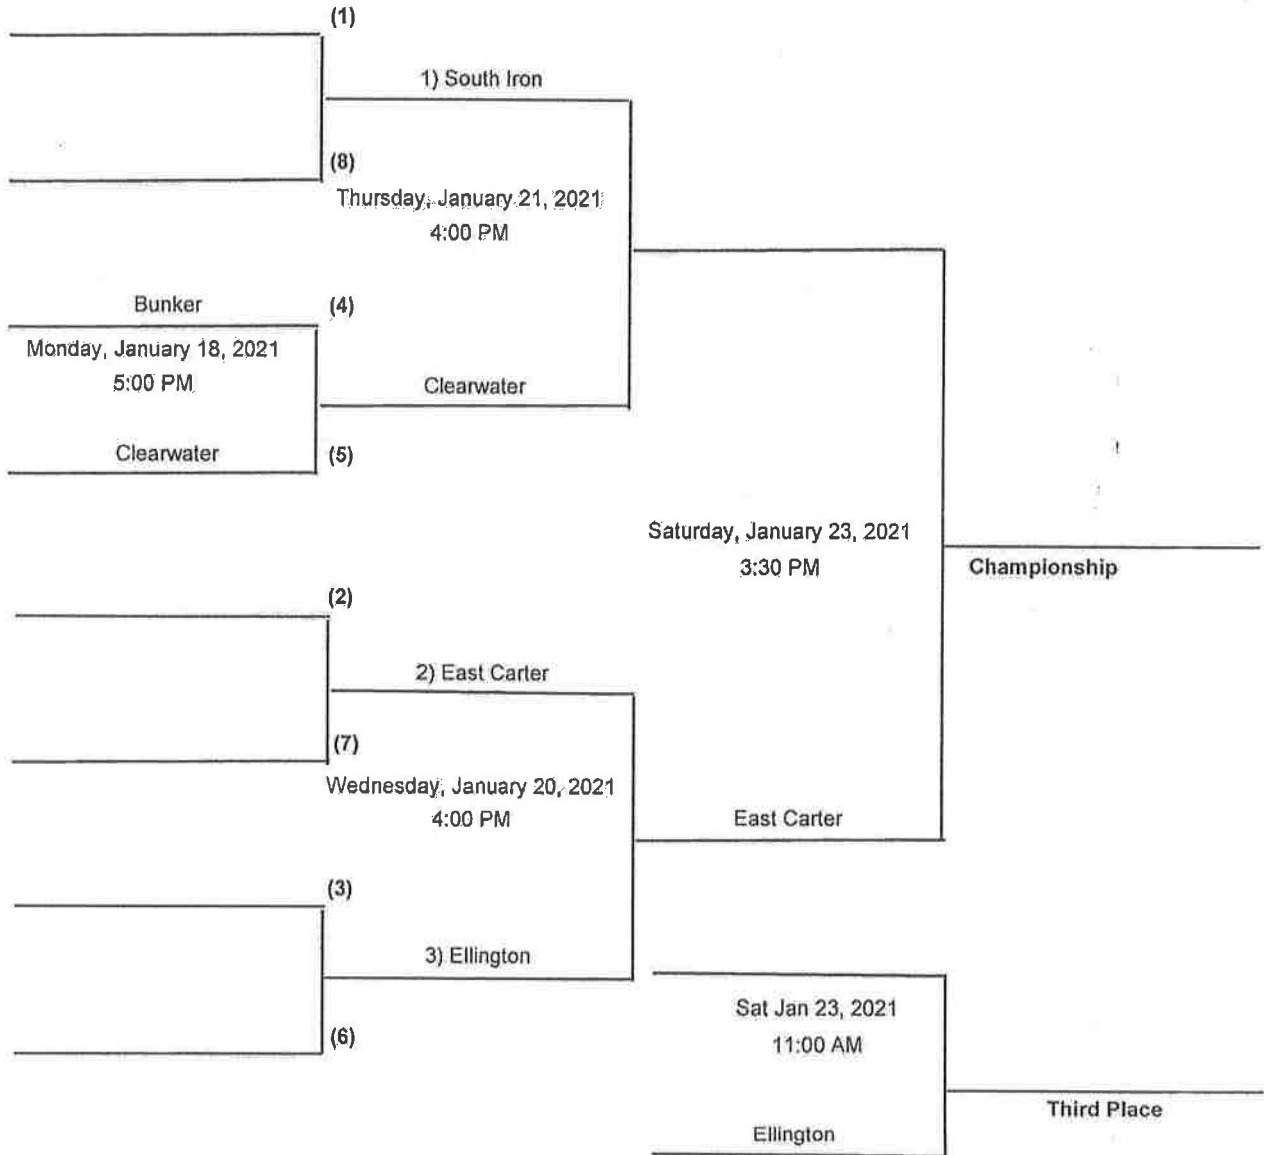 (1)
1) South Iron
(8)
Thursday, January 21, 2021
4:00 PM
Bunker
(4)
Monday, January 18, 2021
5:00 PM
Clearwater
Clearwater
(5)
Saturday, January 23, 2021
3:30 PM
Championship
(2)
2) East Carter
(7)
Wednesday, January 20, 2021
4:00 PM
East Carter
(3)
3) Ellington
Sat Jan 23, 2021
11:00 AM
(6)
Third Place
Ellington